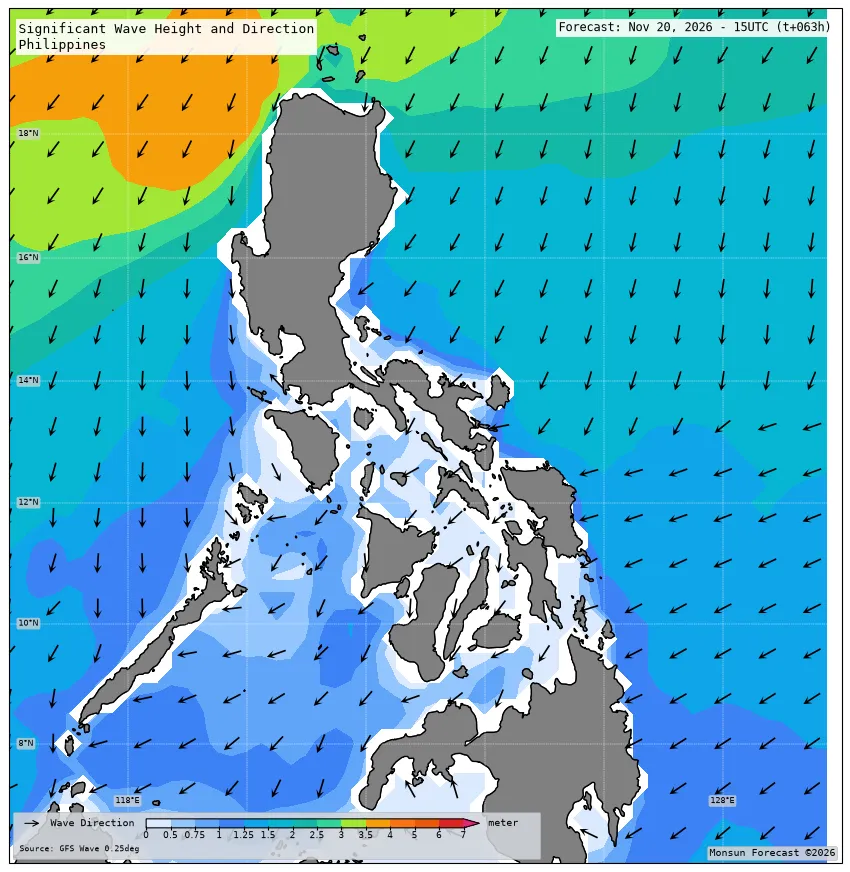 Significant Wave Height and Direction
Philippines
Forecast: Nov 20, 2026 - 15UTC (t+063h)
18°N
16°N
14°N
12°N
10°N
8°N
118°E
128°E
Wave Direction
0 0.5 0.75 1 1.25 1.5 2 2.5 3 3.5 4 5 6 7
meter
Source: GFS Wave 0.25deg
Monsun Forecast ©2026